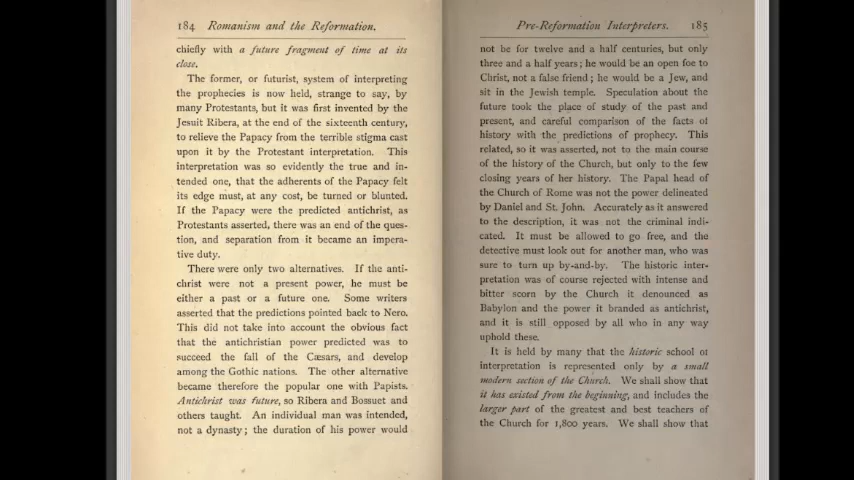 184 Romanism and the Reformation.
chiefly with a future fragment of time at its
close.
The former, or futurist, system of interpreting
the prophecies is now held, strange to say, by
many Protestants, but it was first invented by the
Jesuit Ribera, at the end of the sixteenth century,
to relieve the Papacy from the terrible stigma cast
upon it by the Protestant interpretation. This
interpretation was so evidently the true and in-
tended one, that the adherents of the Papacy felt
its edge must, at any cost, be turned or blunted.
If the Papacy were the predicted antichrist, as
Protestants asserted, there was an end of the ques-
tion, and separation from it became an impera-
tive duty.
There were only two alternatives. If the anti-
christ were not a present power, he must be
either a past or a future one. Some writers
asserted that the predictions pointed back to Nero.
This did not take into account the obvious fact
that the antichristian power predicted was to
succeed the fall of the Cæsars, and develop
among the Gothic nations. The other alternative
became therefore the popular one with Papists.
Antichrist was future, so Ribera and Bossuet and
others taught. An individual man was intended,
not a dynasty; the duration of his power would
Pre-Reformation Interpreters. 185
not be for twelve and a half centuries, but only
three and a half years; he would be an open foe to
Christ, not a false friend; he would be a Jew, and
sit in the Jewish temple. Speculation about the
future took the place of study of the past and
present, and careful comparison of the facts of
history with the predictions of prophecy. This
related, so it was asserted, not to the main course
of the history of the Church, but only to the few
closing years of her history. The Papal head of
the Church of Rome was not the power delineated
by Daniel and St. John. Accurately as it answered
to the description, it was not the criminal indi-
cated. It must be allowed to go free, and the
detective must look out for another man, who was
sure to turn up by-and-by. The historic inter-
pretation was of course rejected with intense and
bitter scorn by the Church it denounced as
Babylon and the power it branded as antichrist,
and it is still opposed by all who in any way
uphold these.
It is held by many that the historic school of
interpretation is represented only by a small
modern section of the Church. We shall show that
it has existed from the beginning, and includes the
larger part of the greatest and best teachers of
the Church for 1,800 years. We shall show that